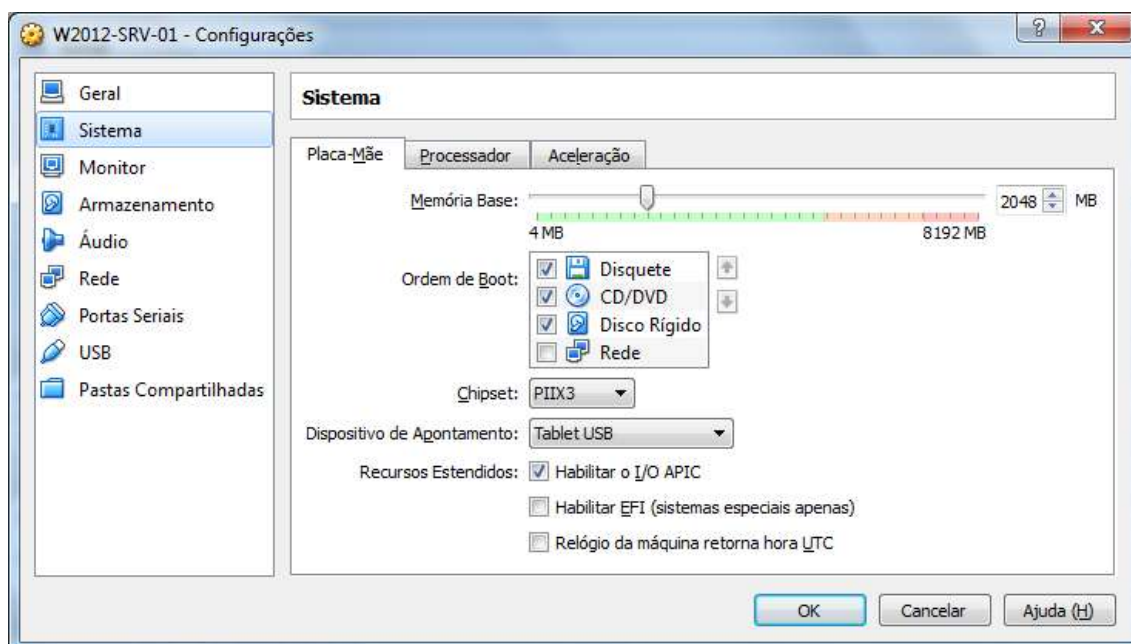 W2012-SRV-01 - Configurações
Geral
Sistema
Monitor
Armazenamento
Áudio
Rede
Portas Seriais
USB
Pastas Compartilhadas
Sistema
Placa-Mãe Processador Aceleração
Memória Base: 2048 MB
4 MB 8192 MB
Ordem de Boot: Disquete
CD/DVD
Disco Rígido
Rede
Chipset: PIIX3
Dispositivo de Apontamento: Tablet USB
Recursos Estendidos: Habilitar o I/O APIC
Habilitar EFI (sistemas especiais apenas)
Relógio da máquina retorna hora UTC
OK Cancelar Ajuda (H)